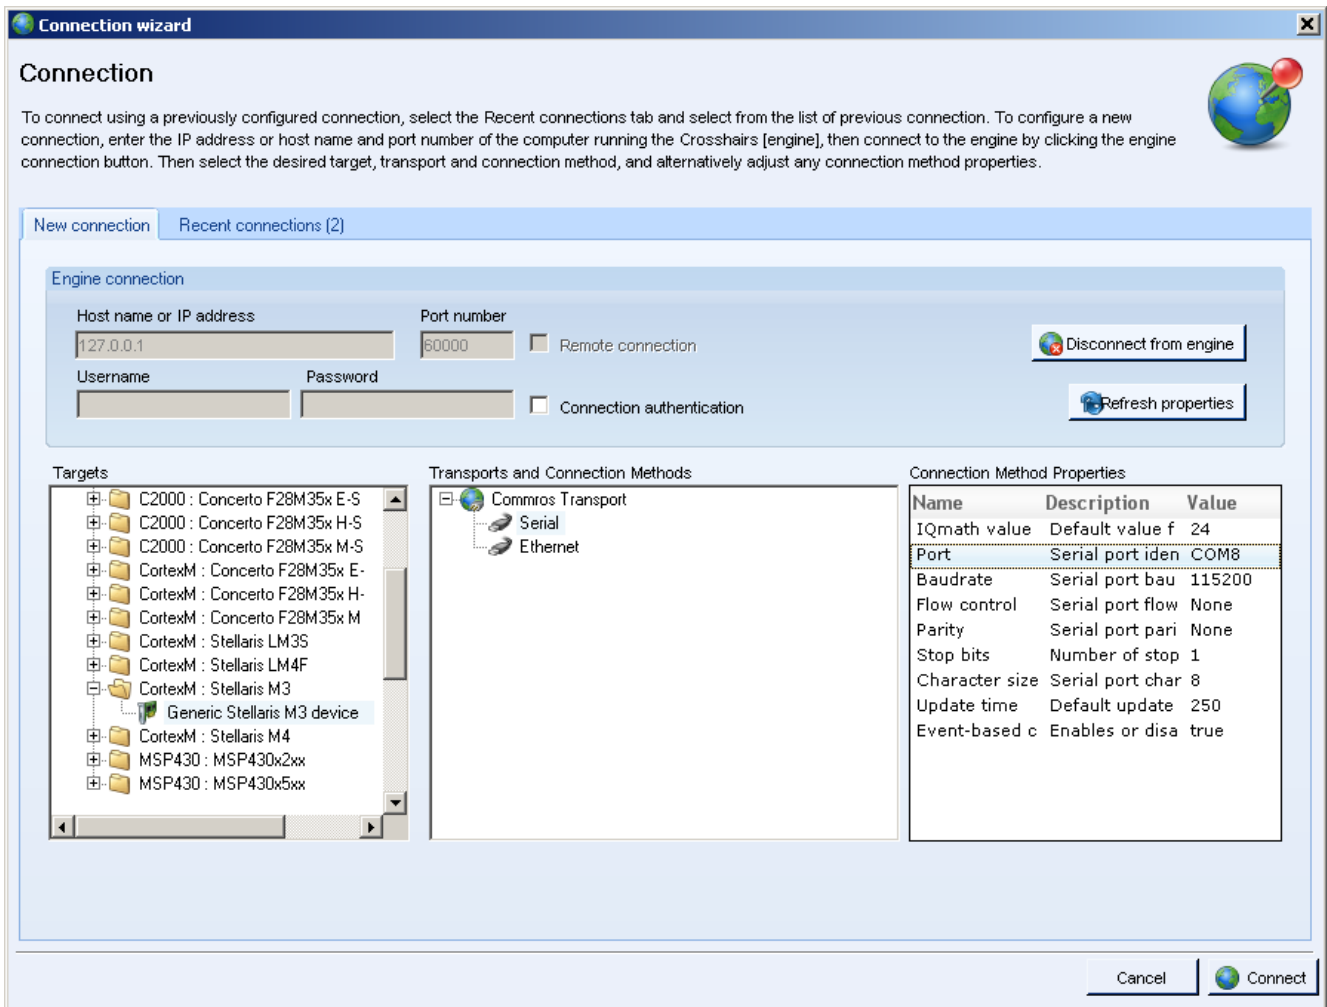 Connection wizard
Connection
To connect using a previously configured connection, select the Recent connections tab and select from the list of previous connection. To configure a new
connection, enter the IP address or host name and port number of the computer running the Crosshairs [engine], then connect to the engine by clicking the engine
connection button. Then select the desired target, transport and connection method, and alternatively adjust any connection method properties.
New connection Recent connections (2)
Engine connection
Host name or IP address Port number
127.0.0.1 60000 Remote connection Disconnect from engine
Username Password
Connection authentication Refresh properties
Targets
C2000 : Concerto F28M35x E-S
C2000 : Concerto F28M35x H-S
C2000 : Concerto F28M35x M-S
CortexM : Concerto F28M35x E-
CortexM : Concerto F28M35x H-
CortexM : Concerto F28M35x M
CortexM : Stellaris LM3S
CortexM : Stellaris LM4F
CortexM : Stellaris M3
Generic Stellaris M3 device
CortexM : Stellaris M4
MSP430 : MSP430x2xx
MSP430 : MSP430x5xx
Transports and Connection Methods
Commros Transport
Serial
Ethernet
Connection Method Properties
Name Description Value
IQmath value Default value f 24
Port Serial port iden COM8
Baudrate Serial port bau 115200
Flow control Serial port flow None
Parity Serial port pari None
Stop bits Number of stop 1
Character size Serial port char 8
Update time Default update 250
Event-based c Enables or disa true
Cancel Connect